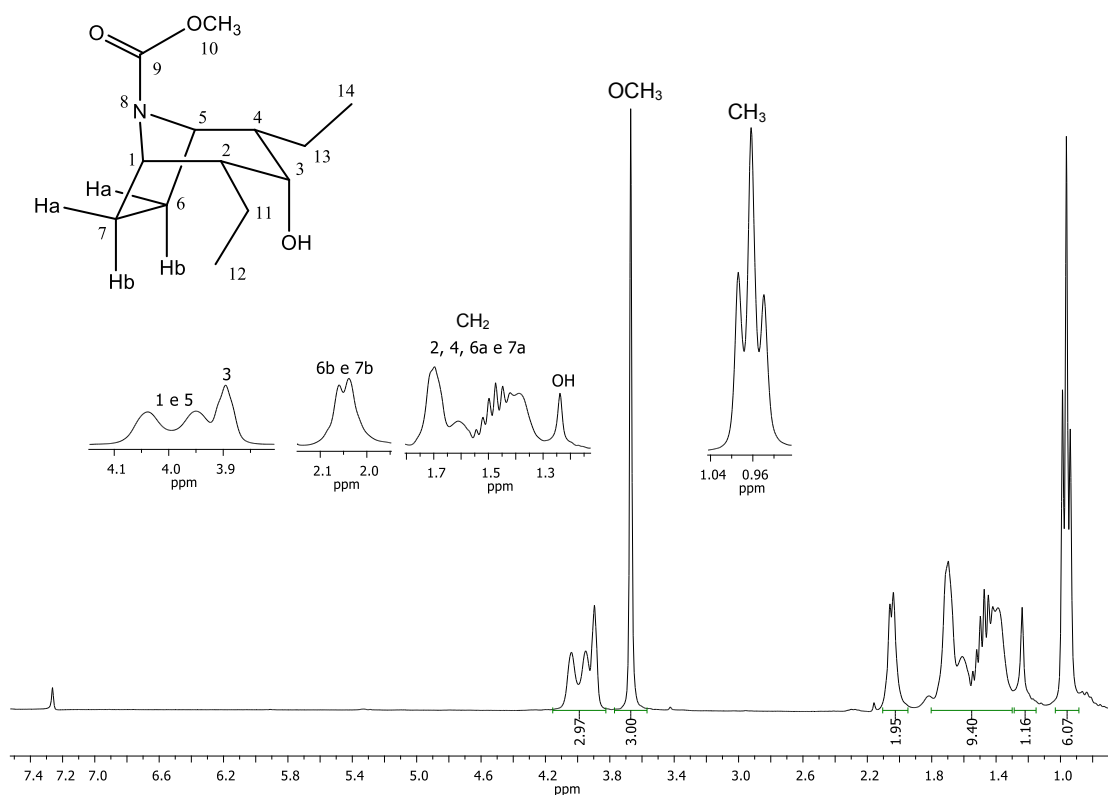 O
OCH3
10
9
14
8
N
5
4
13
1
2
3
Ha
Ha
6
11
7
OH
Hb
Hb
12
OCH3
CH3
CH2
2, 4, 6a e 7a
6b e 7b
OH
3
1 e 5
4.1 4.0 3.9
ppm
2.1 2.0
ppm
1.7 1.5 1.3
ppm
1.04 0.96
ppm
2.97
3.00
1.95
9.40
1.16
6.07
7.4 7.2 7.0 6.6 6.2 5.8 5.4 5.0 4.6 4.2 3.8 3.4 3.0 2.6 2.2 1.8 1.4 1.0
ppm